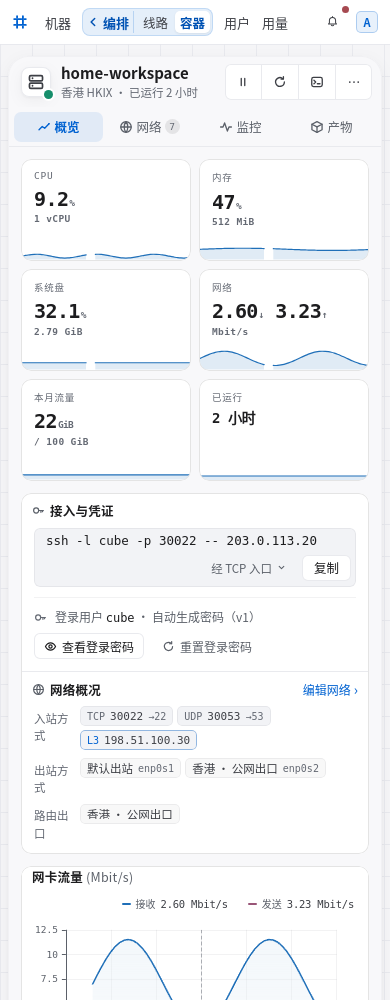 机器 编排 线路 容器 用户 用量 A
home-workspace
香港 HKIX · 已运行 2 小时
概览 网络 7 监控 产物
CPU
9.2%
1 vCPU
内存
47%
512 MiB
系统盘
32.1%
2.79 GiB
网络
2.60↓ 3.23↑
Mbit/s
本月流量
22GiB
/ 100 GiB
已运行
2 小时
接入与凭证
ssh -l cube -p 30022 -- 203.0.113.20
经 TCP 入口 复制
登录用户 cube · 自动生成密码（v1）
查看登录密码 重置登录密码
网络概况 编辑网络 ›
入站方式
TCP 30022 →22 UDP 30053 →53
L3 198.51.100.30
出站方式
默认出站 enp0s1 香港 · 公网出口 enp0s2
路由出口
香港 · 公网出口
网卡流量 (Mbit/s)
接收 2.60 Mbit/s 发送 3.23 Mbit/s
12.5
10
7.5